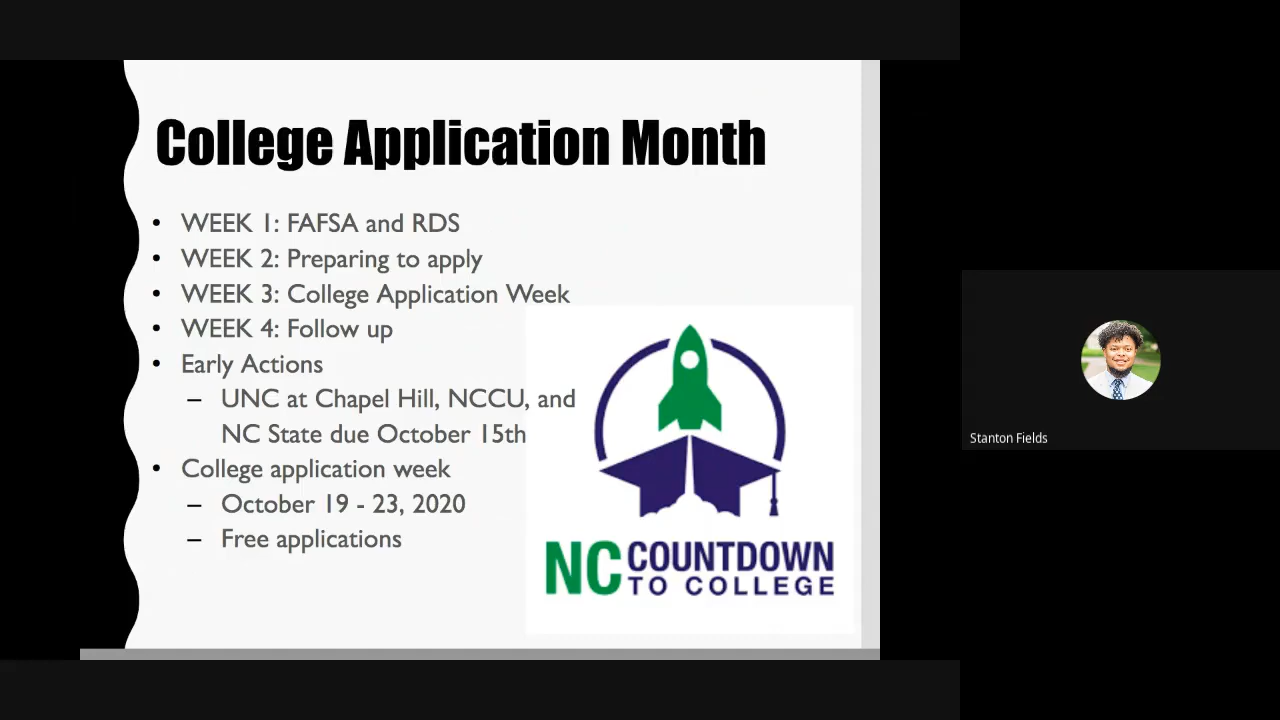 College Application Month
• WEEK 1: FAFSA and RDS
• WEEK 2: Preparing to apply
• WEEK 3: College Application Week
• WEEK 4: Follow up
• Early Actions
– UNC at Chapel Hill, NCCU, and
NC State due October 15th
• College application week
– October 19 - 23, 2020
– Free applications
NC COUNTDOWN
TO COLLEGE
Stanton Fields